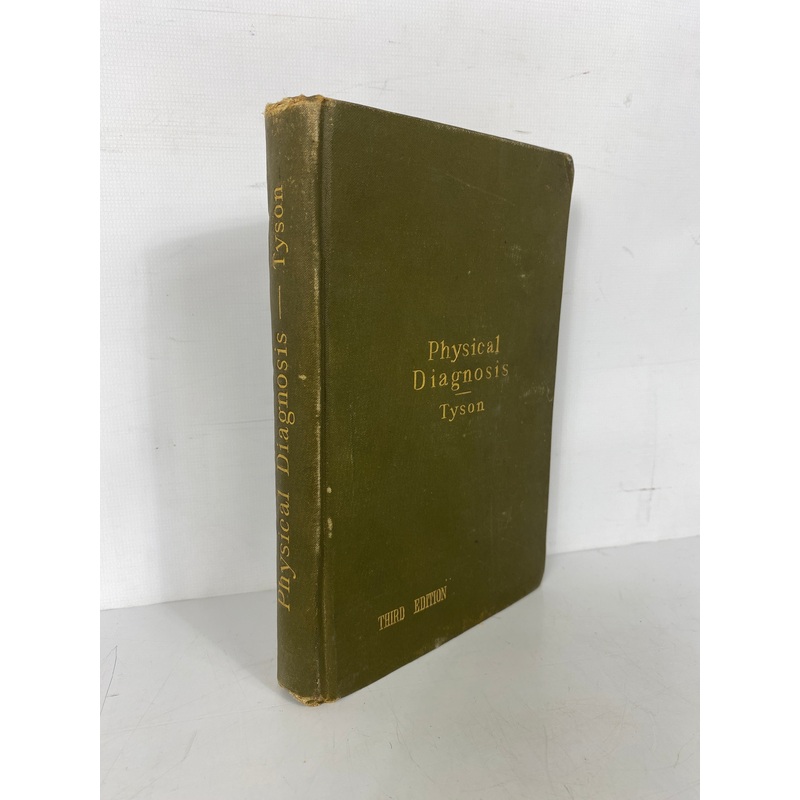 Physical Diagnosis — Tyson
Physical
Diagnosis
—
Tyson
THIRD EDITION